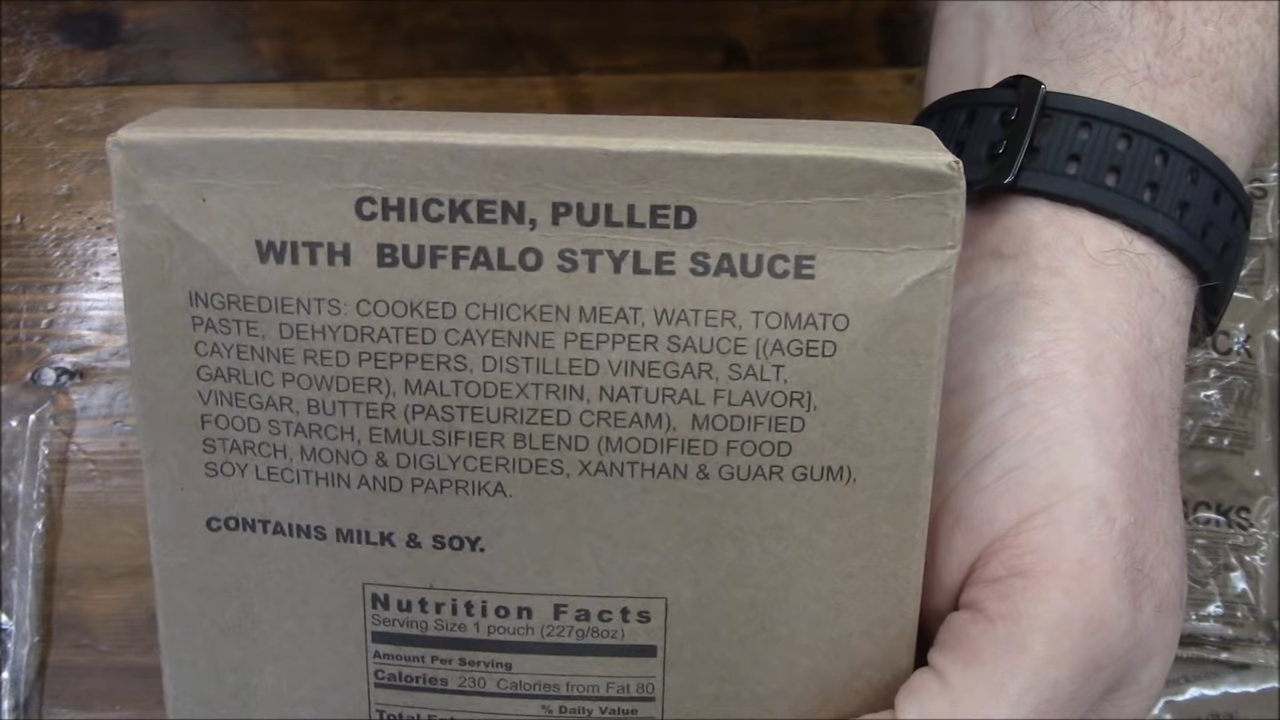 CHICKEN, PULLED
WITH BUFFALO STYLE SAUCE
INGREDIENTS: COOKED CHICKEN MEAT, WATER, TOMATO
PASTE, DEHYDRATED CAYENNE PEPPER SAUCE [(AGED
CAYENNE RED PEPPERS, DISTILLED VINEGAR, SALT,
GARLIC POWDER), MALTODEXTRIN, NATURAL FLAVOR],
VINEGAR, BUTTER (PASTEURIZED CREAM), MODIFIED
FOOD STARCH, EMULSIFIER BLEND (MODIFIED FOOD
STARCH, MONO & DIGLYCERIDES, XANTHAN & GUAR GUM),
SOY LECITHIN AND PAPRIKA.
CONTAINS MILK & SOY.
Nutrition Facts
Serving Size 1 pouch (227g/8oz)
Amount Per Serving
Calories 230 Calories from Fat 80
% Daily Value
Total